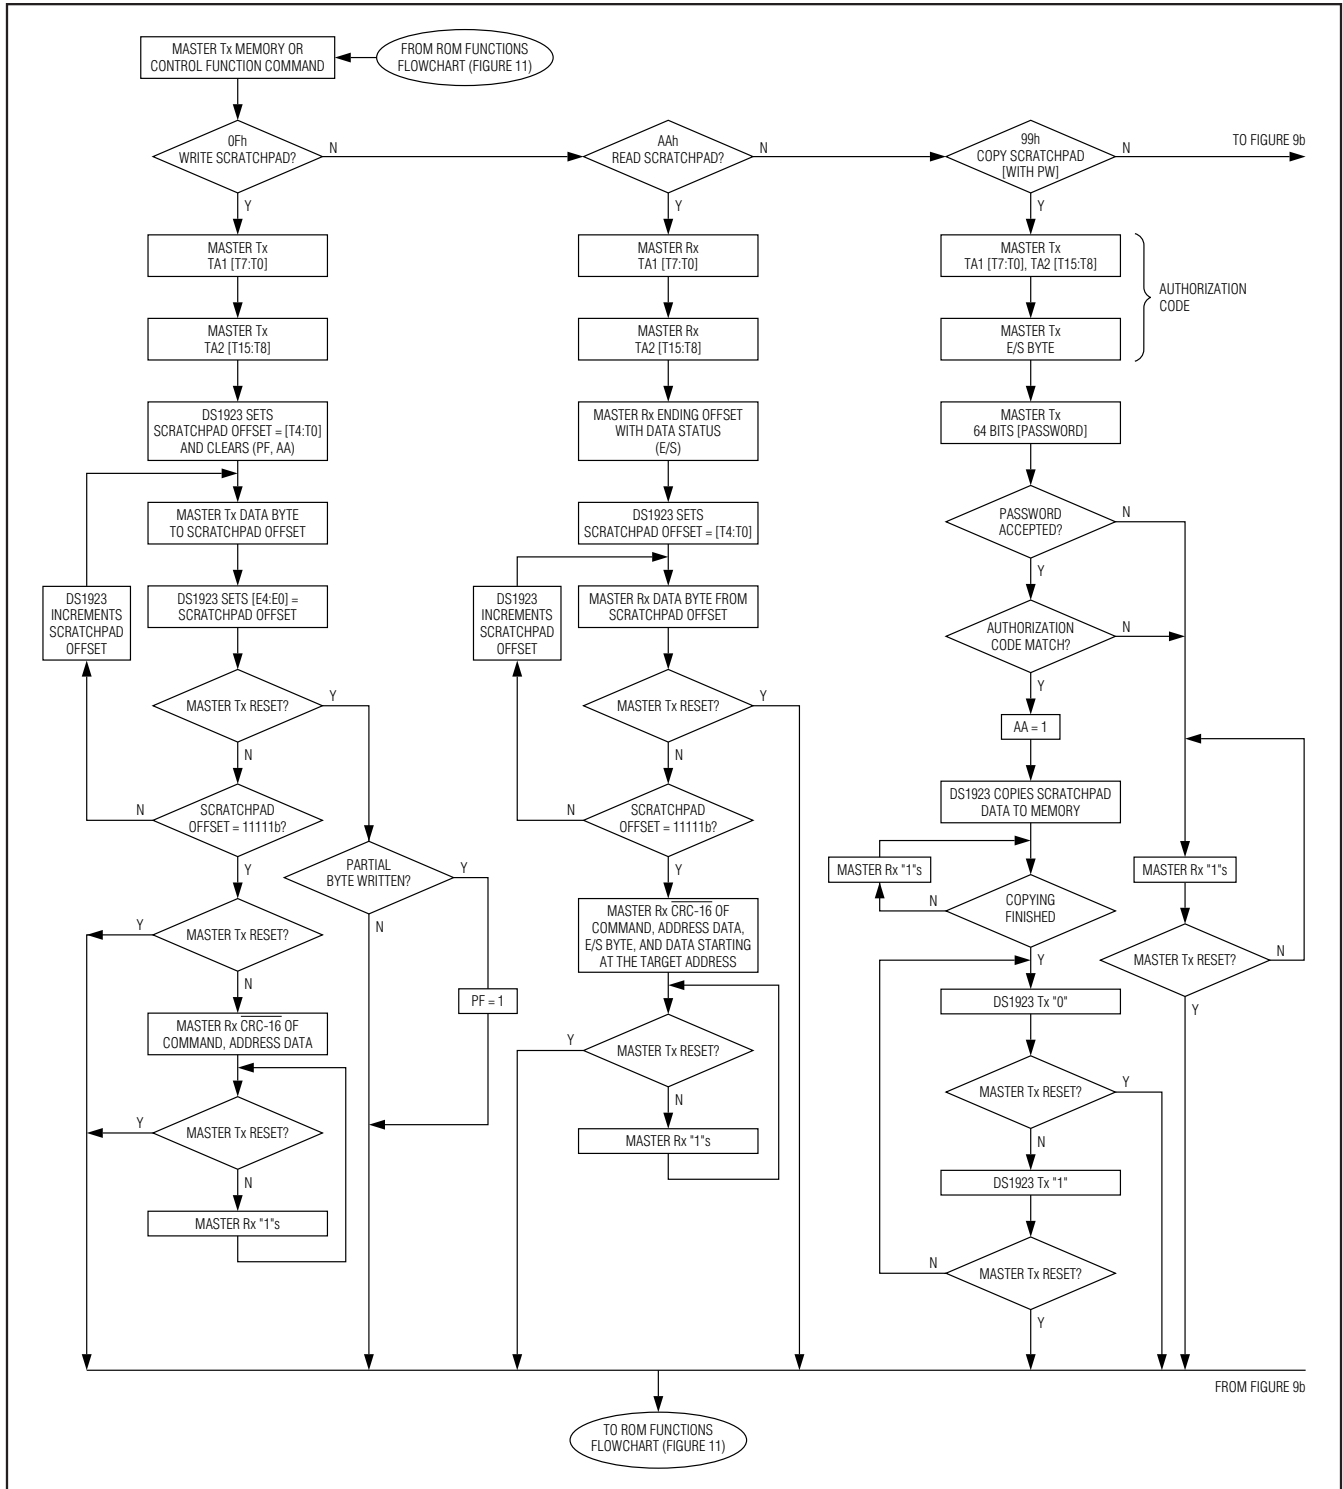 MASTER Tx MEMORY OR
CONTROL FUNCTION COMMAND
FROM ROM FUNCTIONS
FLOWCHART (FIGURE 11)
0Fh
WRITE SCRATCHPAD?
N
Y
AAh
READ SCRATCHPAD?
N
Y
99h
COPY SCRATCHPAD
[WITH PW]
N
Y
TO FIGURE 9b
MASTER Tx
TA1 [T7:T0]
MASTER Tx
TA2 [T15:T8]
DS1923 SETS
SCRATCHPAD OFFSET = [T4:T0]
AND CLEARS (PF, AA)
MASTER Tx DATA BYTE
TO SCRATCHPAD OFFSET
DS1923 SETS [E4:E0] =
SCRATCHPAD OFFSET
DS1923
INCREMENTS
SCRATCHPAD
OFFSET
MASTER Tx RESET?
Y
N
SCRATCHPAD
OFFSET = 11111b?
N
Y
PARTIAL
BYTE WRITTEN?
Y
N
PF = 1
MASTER Tx RESET?
Y
N
MASTER Rx CRC-16 OF
COMMAND, ADDRESS DATA
MASTER Tx RESET?
Y
N
MASTER Rx "1"s
MASTER Rx
TA1 [T7:T0]
MASTER Rx
TA2 [T15:T8]
MASTER Rx ENDING OFFSET
WITH DATA STATUS
(E/S)
DS1923 SETS
SCRATCHPAD OFFSET = [T4:T0]
MASTER Rx DATA BYTE FROM
SCRATCHPAD OFFSET
DS1923
INCREMENTS
SCRATCHPAD
OFFSET
MASTER Tx RESET?
Y
N
SCRATCHPAD
OFFSET = 11111b?
N
Y
MASTER Rx CRC-16 OF
COMMAND, ADDRESS DATA,
E/S BYTE, AND DATA STARTING
AT THE TARGET ADDRESS
MASTER Tx RESET?
Y
N
MASTER Rx "1"s
MASTER Tx
TA1 [T7:T0], TA2 [T15:T8]
MASTER Tx
E/S BYTE
AUTHORIZATION
CODE
MASTER Tx
64 BITS [PASSWORD]
PASSWORD
ACCEPTED?
N
Y
AUTHORIZATION
CODE MATCH?
N
Y
AA = 1
DS1923 COPIES SCRATCHPAD
DATA TO MEMORY
MASTER Rx "1"s
COPYING
FINISHED
N
Y
MASTER Rx "1"s
MASTER Tx RESET?
N
Y
DS1923 Tx "0"
MASTER Tx RESET?
Y
N
DS1923 Tx "1"
MASTER Tx RESET?
N
Y
FROM FIGURE 9b
TO ROM FUNCTIONS
FLOWCHART (FIGURE 11)